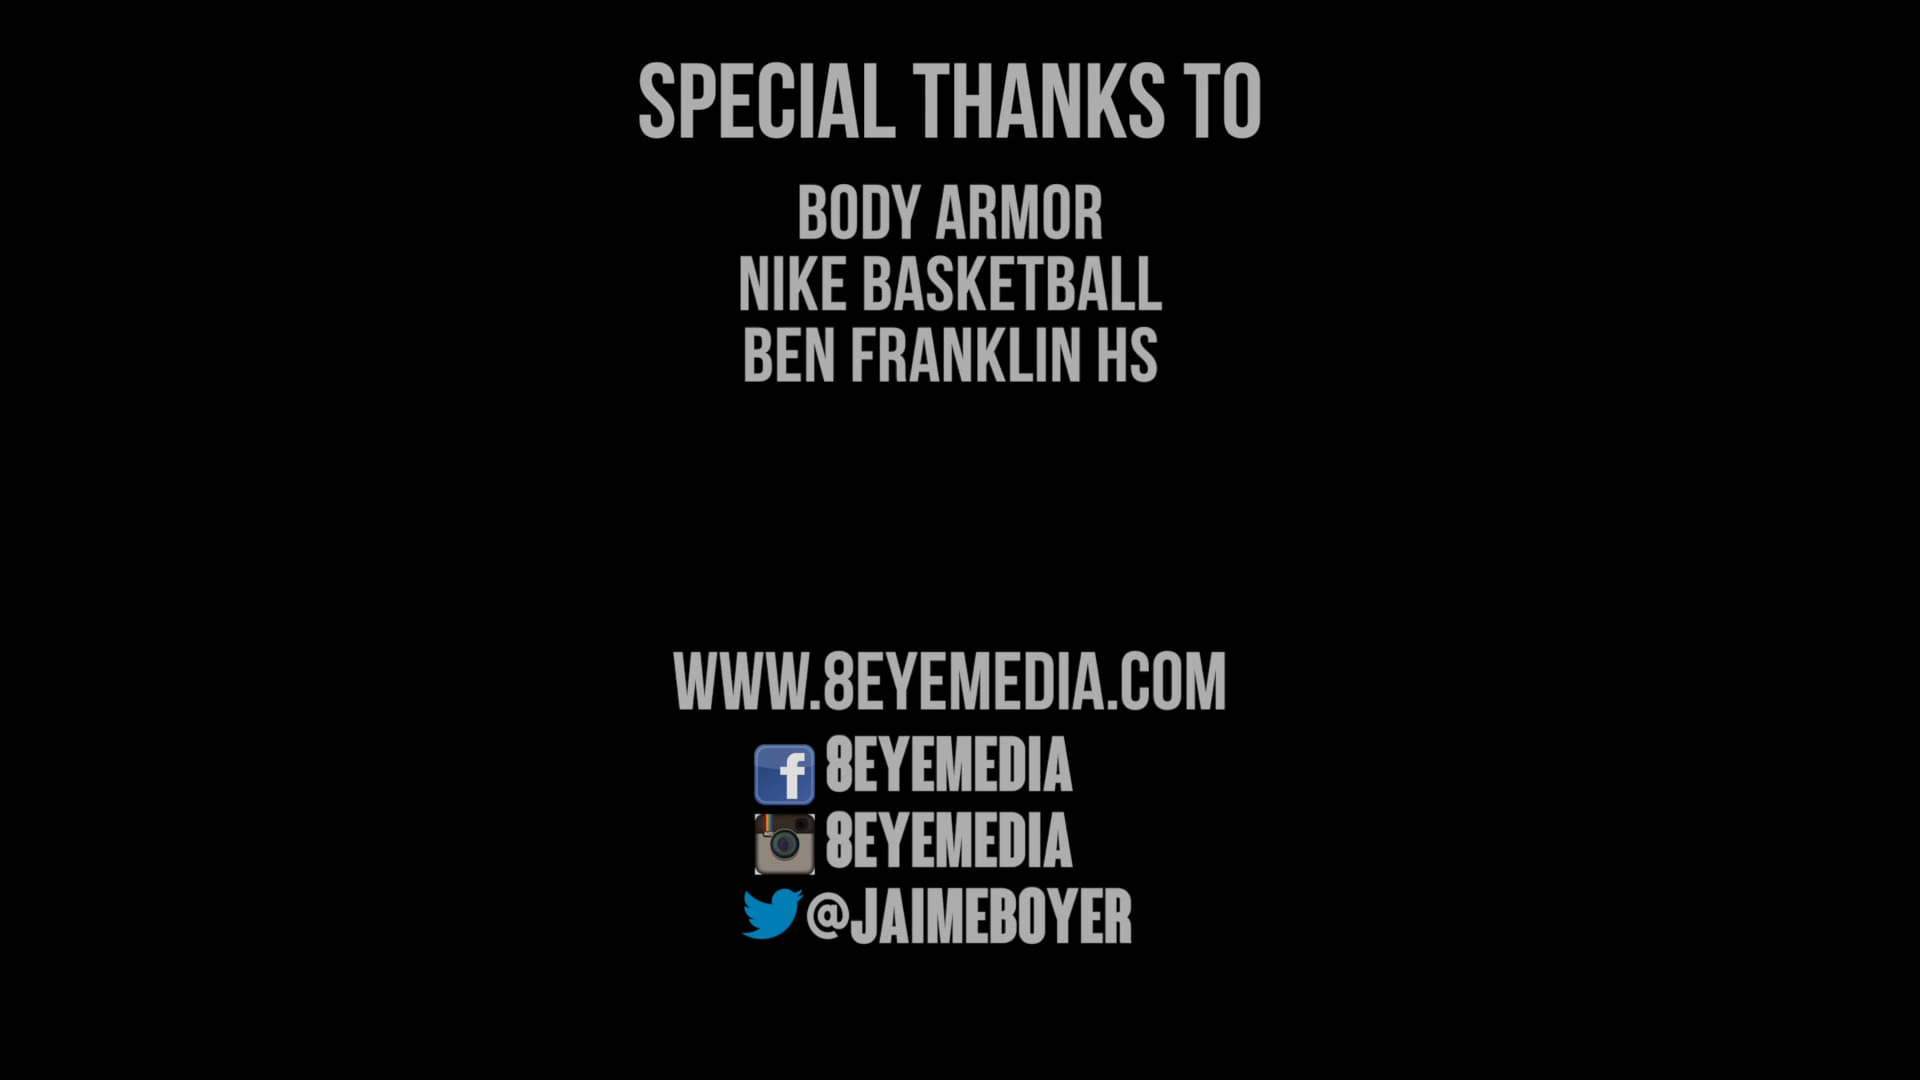 SPECIAL THANKS TO
BODY ARMOR
NIKE BASKETBALL
BEN FRANKLIN HS
WWW.8EYEMEDIA.COM
f 8EYEMEDIA
8EYEMEDIA
@JAIMEBOYER